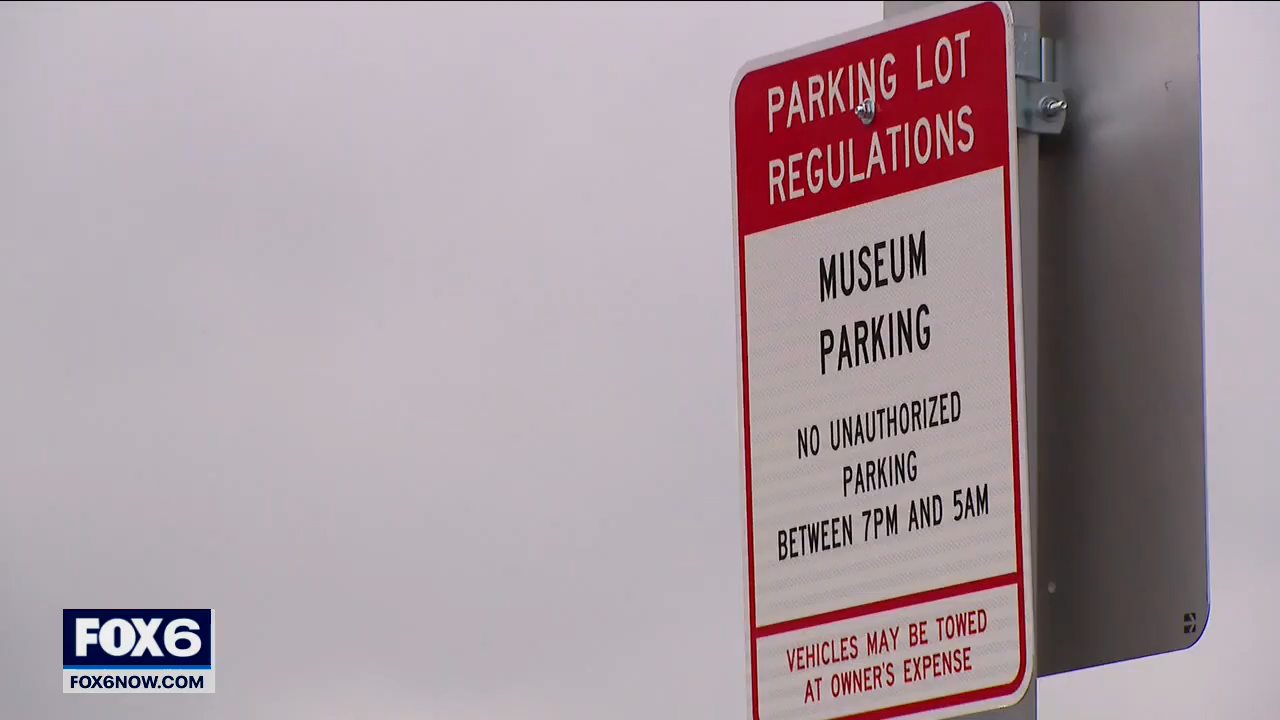 PARKING LOT
REGULATIONS
MUSEUM
PARKING
NO UNAUTHORIZED
PARKING
BETWEEN 7PM AND 5AM
VEHICLES MAY BE TOWED
AT OWNER'S EXPENSE
FOX6
FOX6NOW.COM